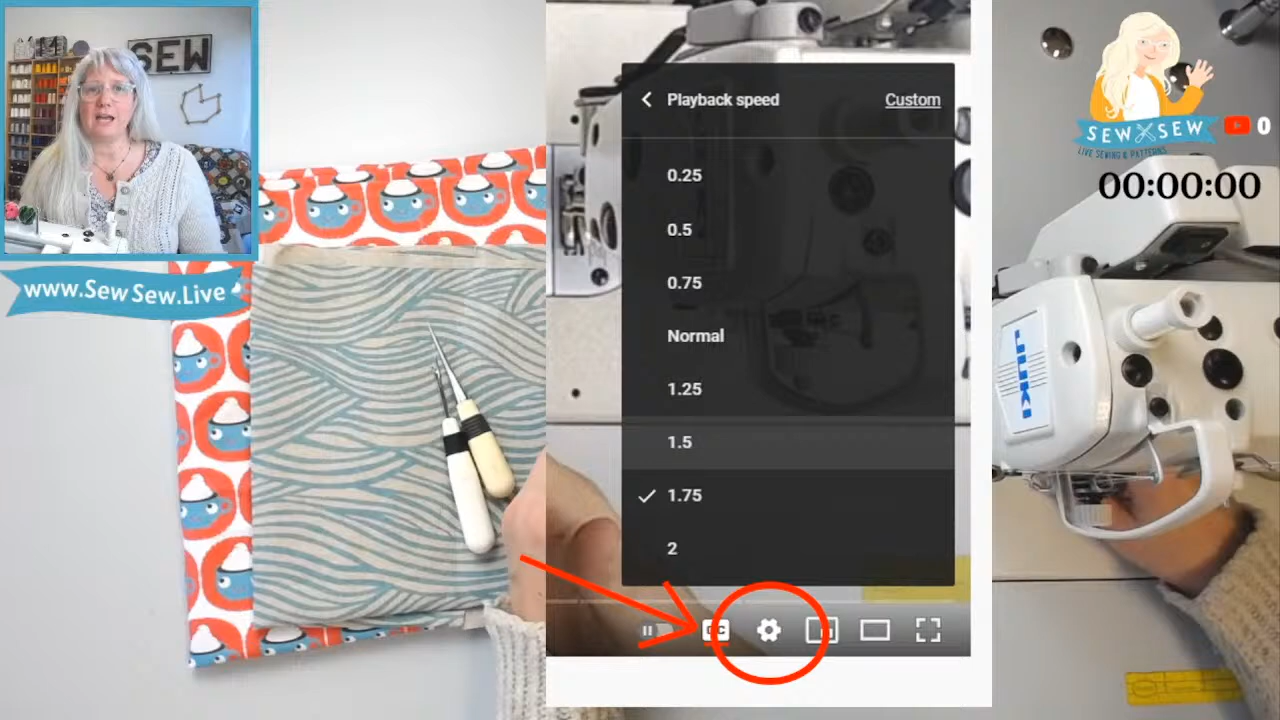 SEW
www.SewSew.Live
Playback speed
Custom
0.25
0.5
0.75
Normal
1.25
1.5
1.75
2
SEW SEW
LIVE SEWING & PATTERNS
0
00:00:00
JUKI